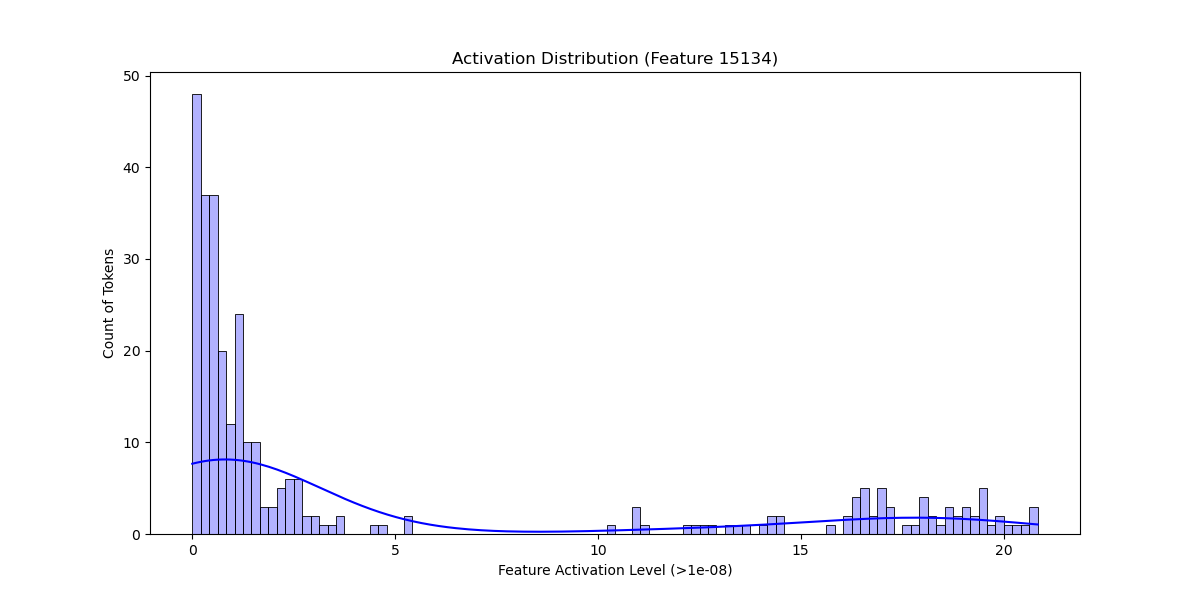 Activation Distribution (Feature 15134)
50
40
30
20
10
0
Count of Tokens
0 5 10 15 20
Feature Activation Level (>1e-08)